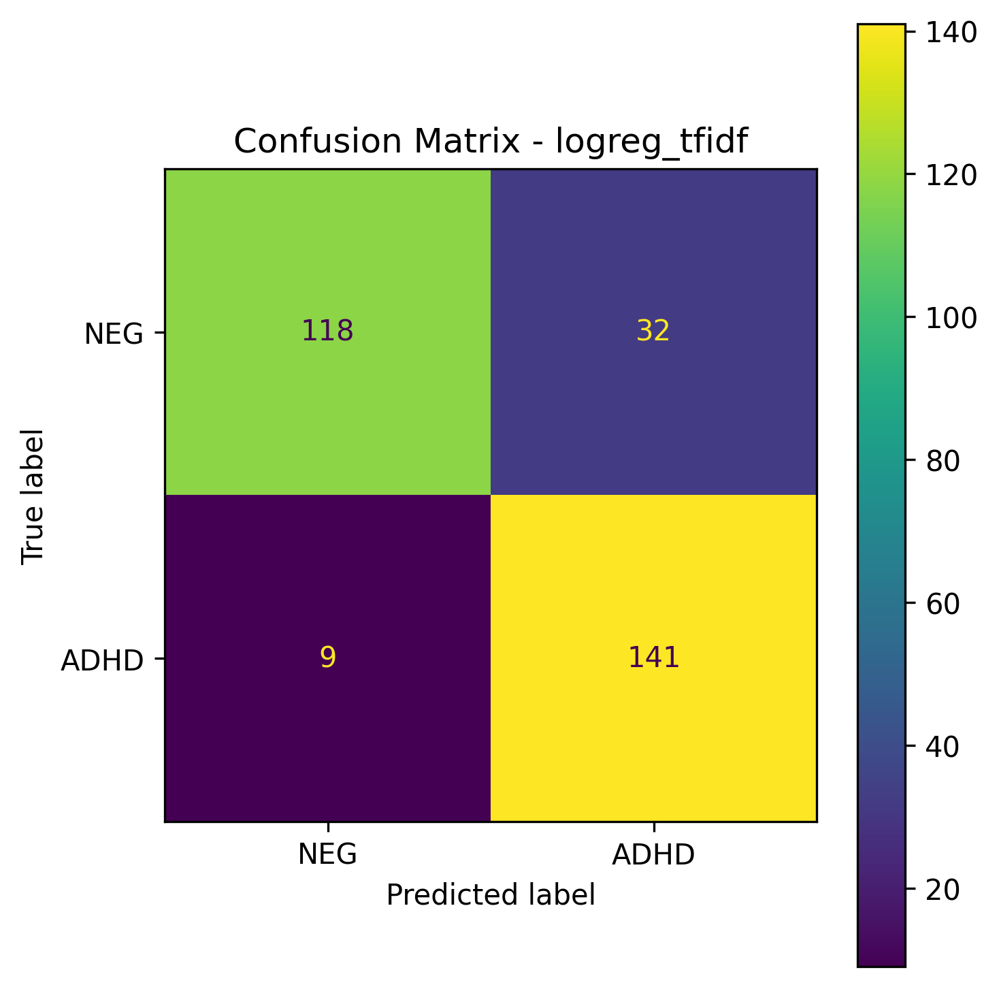 Confusion Matrix - logreg_tfidf
True label
NEG
ADHD
118
32
9
141
NEG
ADHD
Predicted label
140
120
100
80
60
40
20